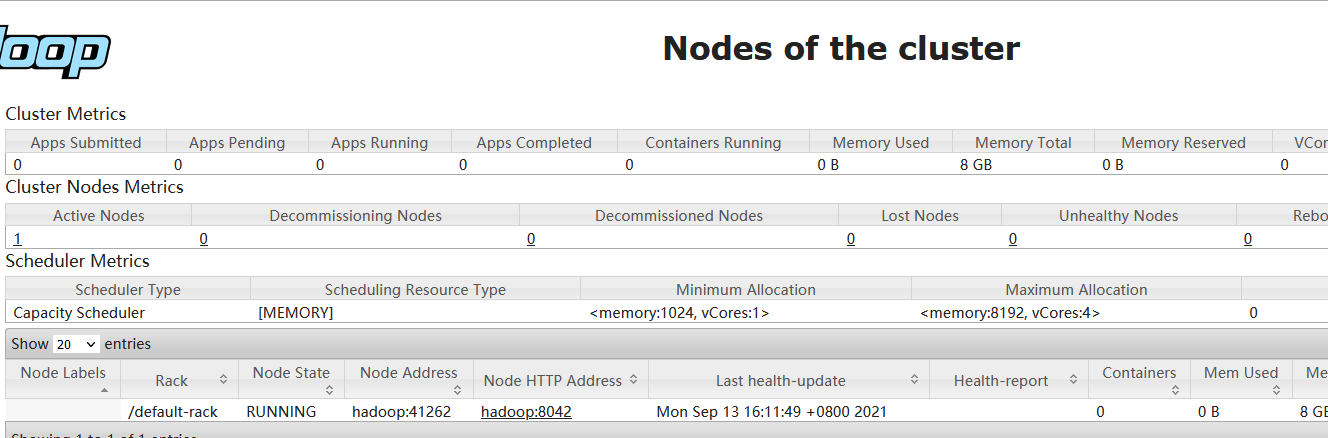 oop
Nodes of the cluster
Cluster Metrics
Apps Submitted Apps Pending Apps Running Apps Completed Containers Running Memory Used Memory Total Memory Reserved VCor
0 0 0 0 0 0 B 8 GB 0 B 0
Cluster Nodes Metrics
Active Nodes Decommissioning Nodes Decommissioned Nodes Lost Nodes Unhealthy Nodes Rebo
1 0 0 0 0 0
Scheduler Metrics
Scheduler Type Scheduling Resource Type Minimum Allocation Maximum Allocation
Capacity Scheduler [MEMORY] <memory:1024, vCores:1> <memory:8192, vCores:4> 0
Show 20 entries
Node Labels Rack Node State Node Address Node HTTP Address Last health-update Health-report Containers Mem Used Me
/default-rack RUNNING hadoop:41262 hadoop:8042 Mon Sep 13 16:11:49 +0800 2021 0 0 B 8 GB
Showing 1 to 1 of 1 entries